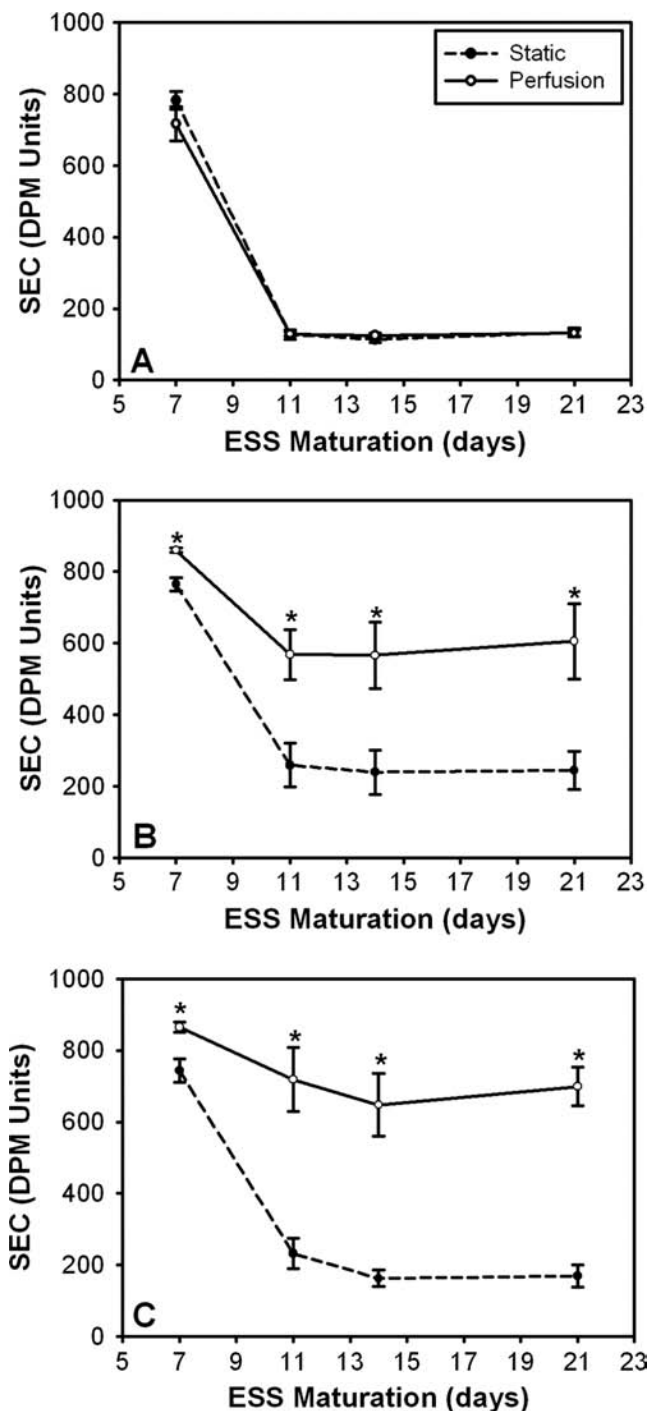 1000
Static
Perfusion
800
600
400
200
0
SEC (DPM Units)
A
5 7 9 11 13 15 17 19 21 23
ESS Maturation (days)
1000
800
600
400
200
0
SEC (DPM Units)
* * * *
B
5 7 9 11 13 15 17 19 21 23
ESS Maturation (days)
1000
800
600
400
200
0
SEC (DPM Units)
* * * *
C
5 7 9 11 13 15 17 19 21 23
ESS Maturation (days)